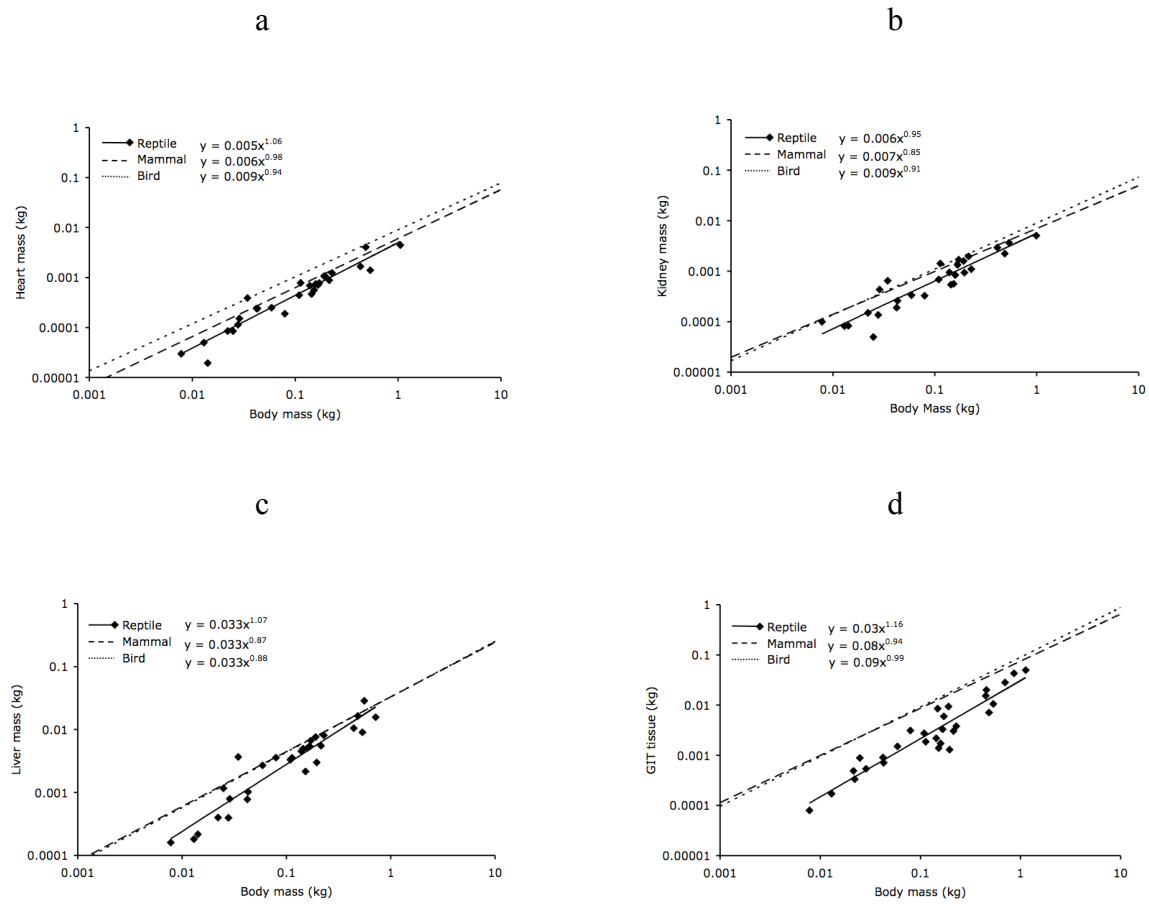 a
1
0.1
0.01
0.001
0.0001
0.00001
Heart mass (kg)
Reptile y = 0.005x^1.06
Mammal y = 0.006x^0.98
Bird y = 0.009x^0.94
0.001 0.01 0.1 1 10
Body mass (kg)
b
1
0.1
0.01
0.001
0.0001
0.00001
Kidney mass (kg)
Reptile y = 0.006x^0.95
Mammal y = 0.007x^0.85
Bird y = 0.009x^0.91
0.001 0.01 0.1 1 10
Body Mass (kg)
c
1
0.1
0.01
0.001
0.0001
Liver mass (kg)
Reptile y = 0.033x^1.07
Mammal y = 0.033x^0.87
Bird y = 0.033x^0.88
0.001 0.01 0.1 1 10
Body mass (kg)
d
1
0.1
0.01
0.001
0.0001
0.00001
GIT tissue (kg)
Reptile y = 0.03x^1.16
Mammal y = 0.08x^0.94
Bird y = 0.09x^0.99
0.001 0.01 0.1 1 10
Body mass (kg)